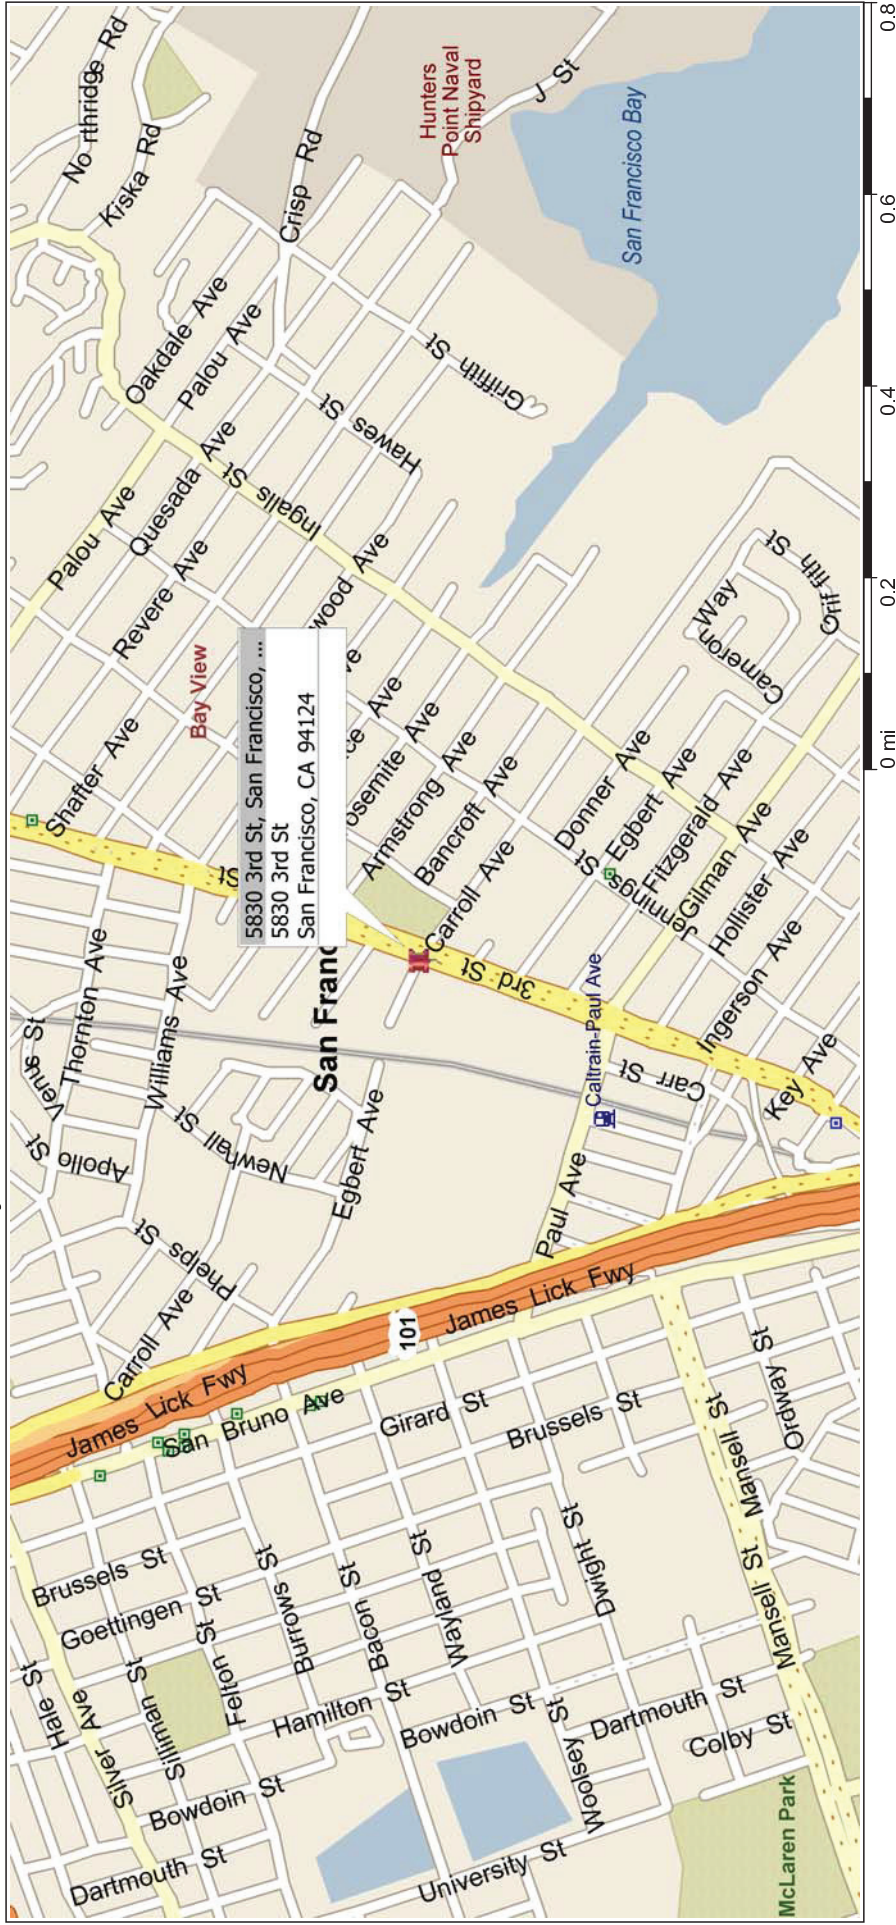 Hale St
Silver Ave
Silliman St
Felton St
Burrows St
Bacon St
Wayland St
Dwight St
Woolsey St
Mansell St
Mansell St
Ordway St
Dartmouth St
Bowdoin St
Hamilton St
Goettingen St
Brussels St
Bowdoin St
University St
Dartmouth St
Colby St
McLaren Park
Girard St
Brussels St
San Bruno Ave
James Lick Fwy
James Lick Fwy
101
Carroll Ave
Phelps St
Apollo St
Venus St
Thornton Ave
Williams Ave
Newhall St
Egbert Ave
Paul Ave
Caltrain-Paul Ave
Carr St
Key Ave
Ingerson Ave
Hollister Ave
Gilman Ave
Fitzgerald Ave
Egbert Ave
Donner Ave
Jennings St
3rd St
St
San Franc
5830 3rd St, San Francisco, ...
5830 3rd St
San Francisco, CA 94124
Carroll Ave
Bancroft Ave
Armstrong Ave
osemite Ave
ce Ave
ve
wood Ave
Bay View
Shafter Ave
Revere Ave
Quesada Ave
Palou Ave
Palou Ave
Oakdale Ave
Ingalls St
Hawes St
Griffith St
Griffith St
Cameron Way
Crisp Rd
Kiska Rd
Northridge Rd
Hunters
Point Naval
Shipyard
J St
San Francisco Bay
0 mi
0.2
0.4
0.6
0.8